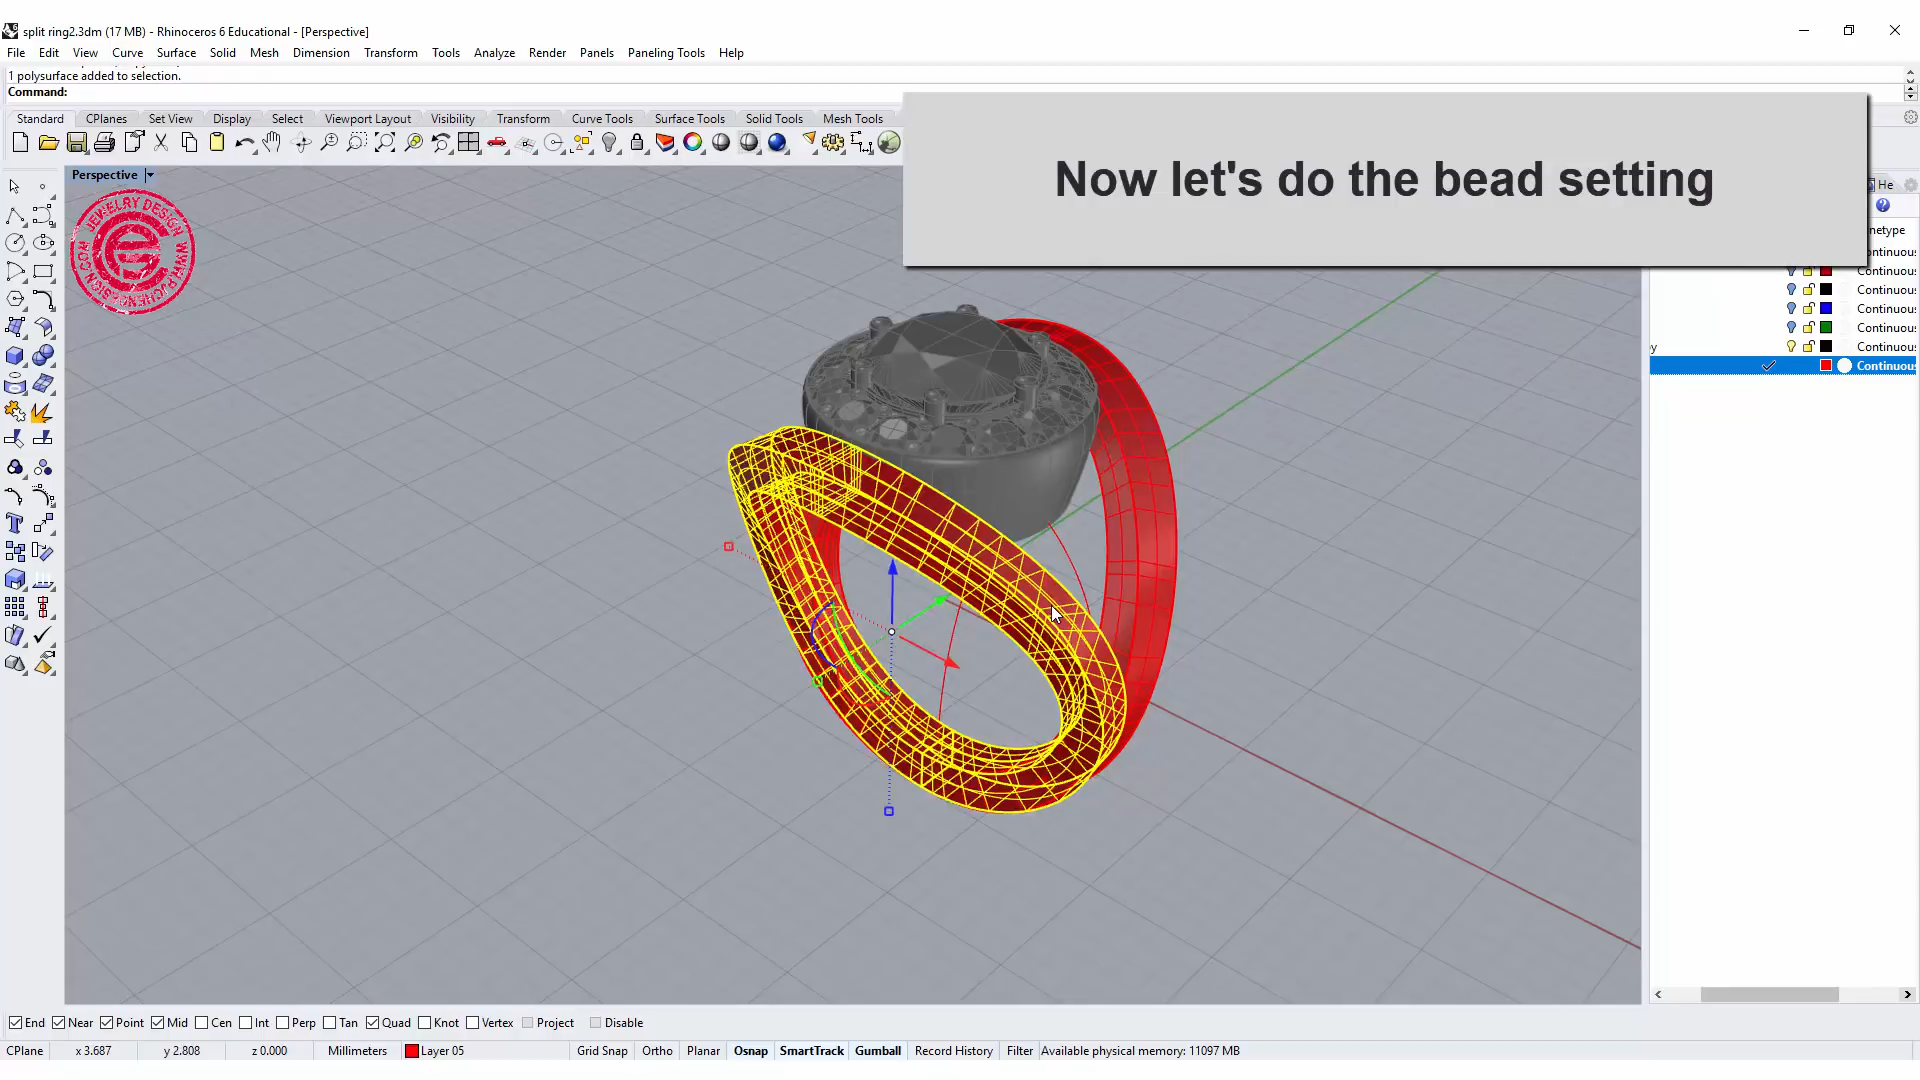 split ring2.3dm (17 MB) - Rhinoceros 6 Educational - [Perspective]
File Edit View Curve Surface Solid Mesh Dimension Transform Tools Analyze Render Panels Paneling Tools Help
1 polysurface added to selection.
Command:
Standard CPlanes Set View Display Select Viewport Layout Visibility Transform Curve Tools Surface Tools Solid Tools Mesh Tools
Now let's do the bead setting
Perspective
He
JEWELRY DESIGN
netype
Continuous
Continuous
Continuous
Continuous
Continuous
y Continuous
Continuous
End Near Point Mid Cen Int Perp Tan Quad Knot Vertex Project Disable
CPlane x 3.687 y 2.808 z 0.000 Millimeters Layer 05 Grid Snap Ortho Planar Osnap SmartTrack Gumball Record History Filter Available physical memory: 11097 MB